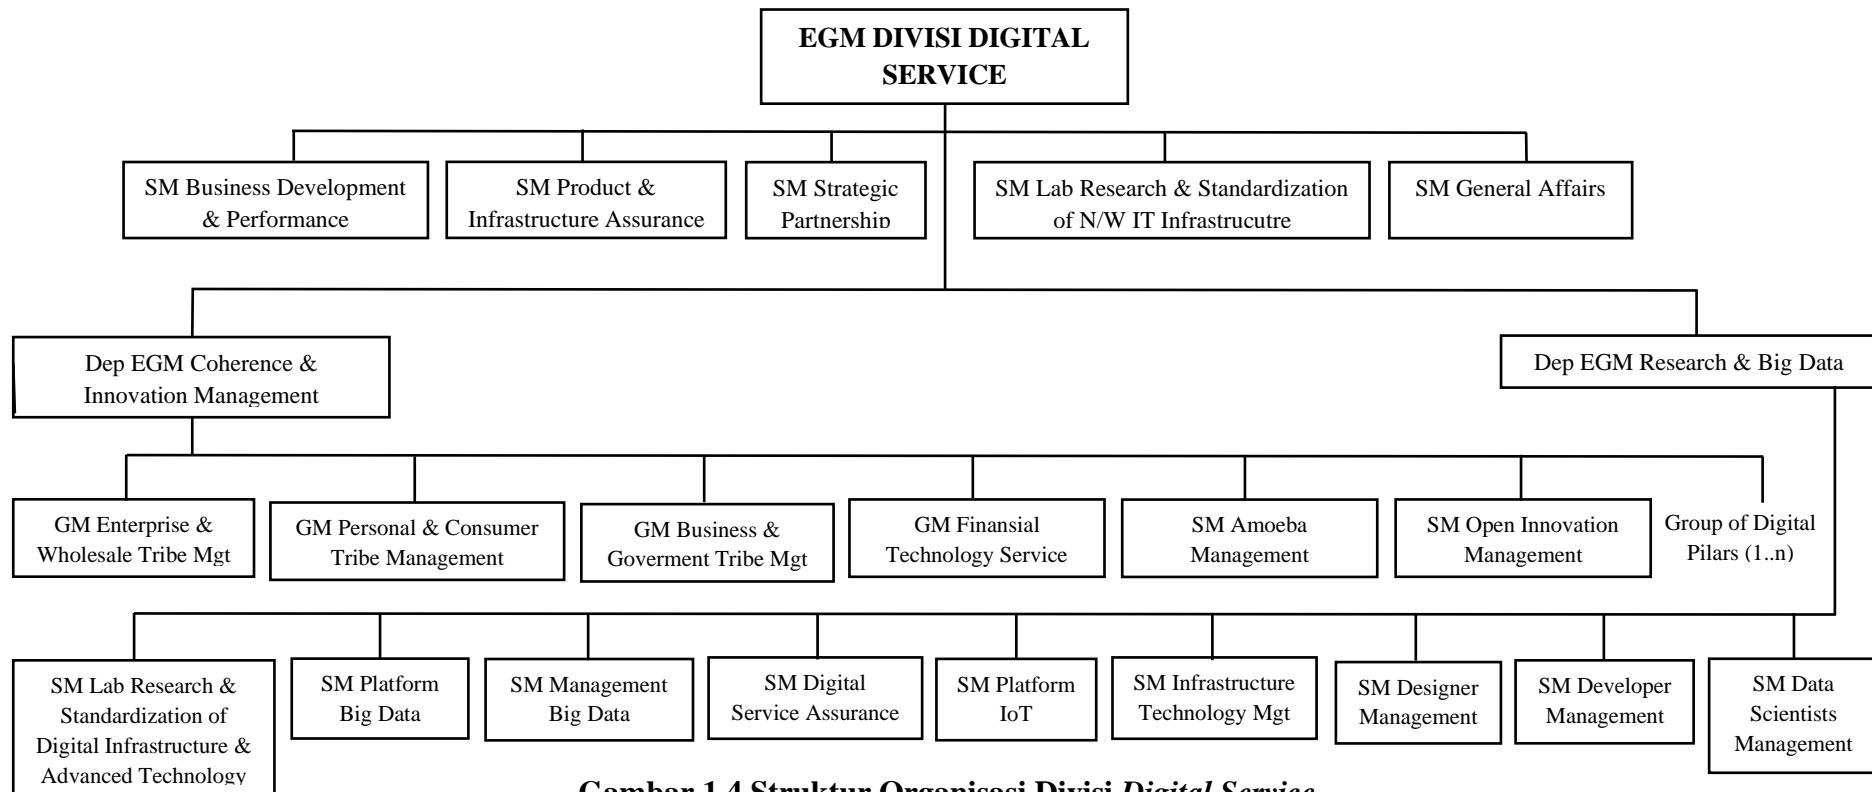 EGM DIVISI DIGITAL
SERVICE
SM Business Development
& Performance
SM Product &
Infrastructure Assurance
SM Strategic
Partnership
SM Lab Research & Standardization
of N/W IT Infrastrucutre
SM General Affairs
Dep EGM Coherence &
Innovation Management
Dep EGM Research & Big Data
GM Enterprise &
Wholesale Tribe Mgt
GM Personal & Consumer
Tribe Management
GM Business &
Goverment Tribe Mgt
GM Finansial
Technology Service
SM Amoeba
Management
SM Open Innovation
Management
Group of Digital
Pilars (1..n)
SM Lab Research &
Standardization of
Digital Infrastructure &
Advanced Technology
SM Platform
Big Data
SM Management
Big Data
SM Digital
Service Assurance
SM Platform
IoT
SM Infrastructure
Technology Mgt
SM Designer
Management
SM Developer
Management
SM Data
Scientists
Management
Gambar 1.4 Struktur Organisasi Divisi Digital Service